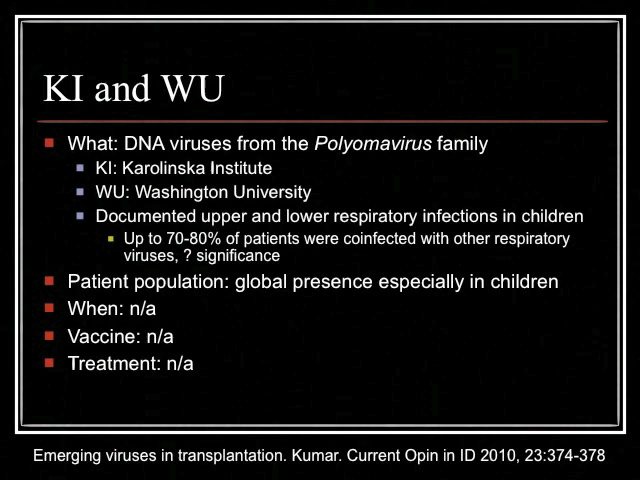 KI and WU
What: DNA viruses from the Polyomavirus family
KI: Karolinska Institute
WU: Washington University
Documented upper and lower respiratory infections in children
Up to 70-80% of patients were coinfected with other respiratory
viruses, ? significance
Patient population: global presence especially in children
When: n/a
Vaccine: n/a
Treatment: n/a
Emerging viruses in transplantation. Kumar. Current Opin in ID 2010, 23:374-378